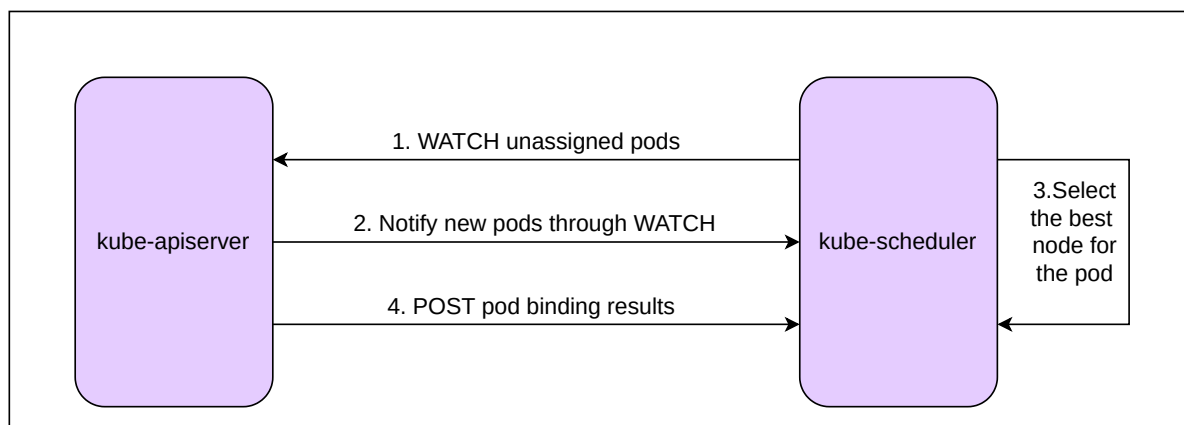 1. WATCH unassigned pods
kube-apiserver
2. Notify new pods through WATCH
kube-scheduler
3.Select
the best
node for
the pod
4. POST pod binding results